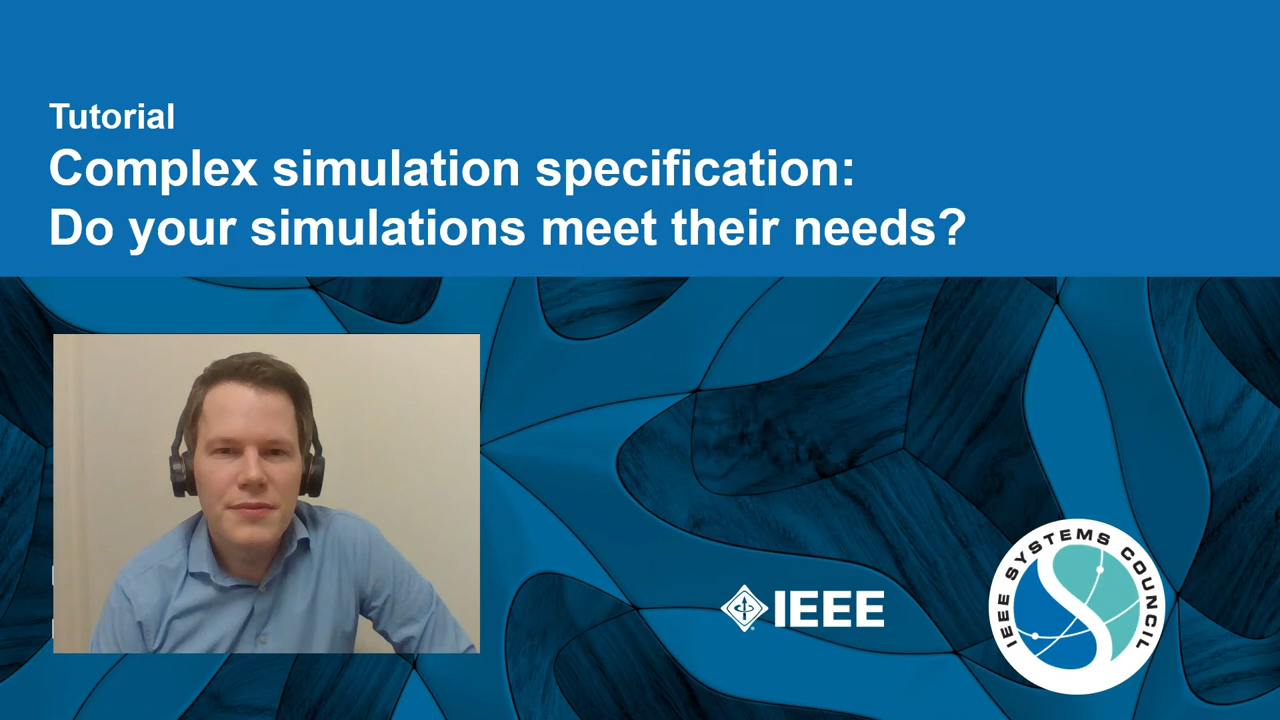 Tutorial
Complex simulation specification:
Do your simulations meet their needs?
IEEE
IEEE SYSTEMS COUNCIL